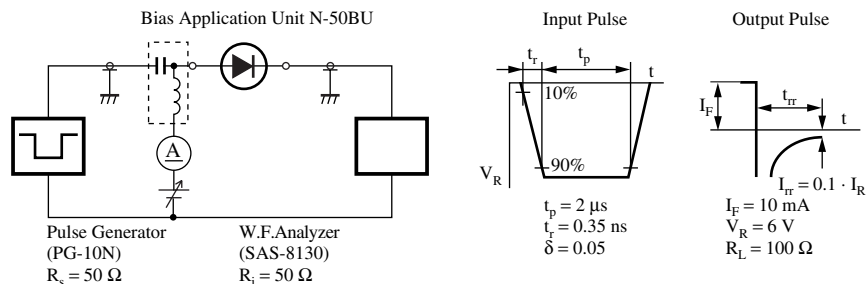 Bias Application Unit N-50BU
A
Pulse Generator
(PG-10N)
R_s = 50 Ω
W.F.Analyzer
(SAS-8130)
R_i = 50 Ω
Input Pulse
t_r
t_p
t
10%
90%
V_R
t_p = 2 μs
t_r = 0.35 ns
δ = 0.05
Output Pulse
I_F
t_rr
t
I_rr = 0.1 · I_R
I_F = 10 mA
V_R = 6 V
R_L = 100 Ω